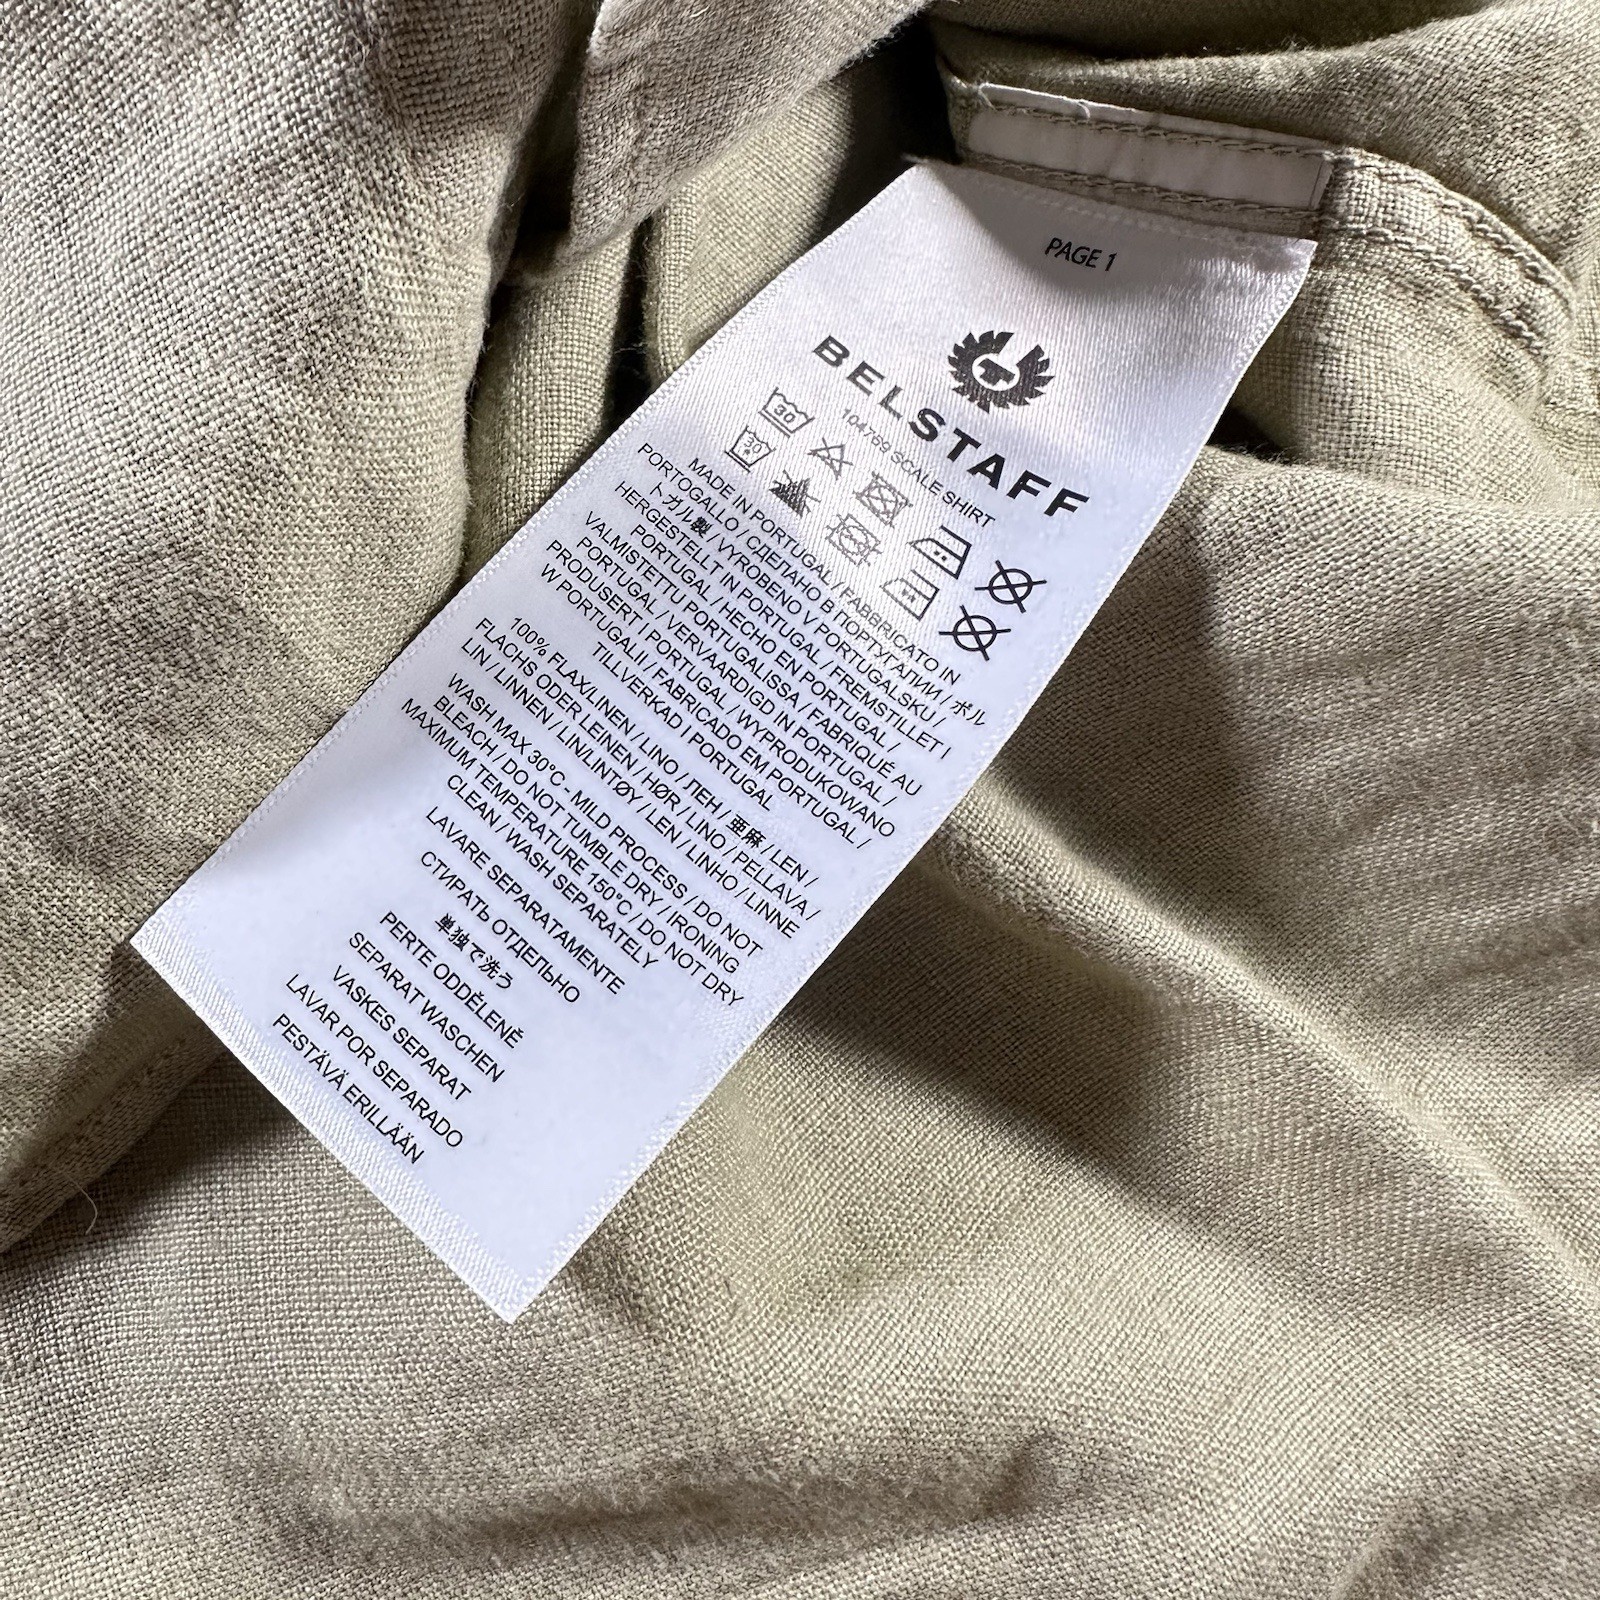 PAGE 1
BELSTAFF
104769 SCALE SHIRT
30
30
MADE IN PORTUGAL / FABRICATO IN
PORTOGALLO / СДЕЛАНО В ПОРТУГАЛИИ / ポル
トガル製 / VYROBENO V PORTUGALSKU /
HERGESTELLT IN PORTUGAL / FREMSTILLET I
PORTUGAL / HECHO EN PORTUGAL /
VALMISTETTU PORTUGALISSA / FABRIQUÉ AU
PORTUGAL / VERVAARDIGD IN PORTUGAL /
PRODUSERT I PORTUGAL / WYPRODUKOWANO
W PORTUGALII / FABRICADO EM PORTUGAL /
TILLVERKAD I PORTUGAL
100% FLAX/LINEN / LINO / ЛЕН / 亜麻 / LEN /
FLACHS ODER LEINEN / HØR / LINO / PELLAVA /
LIN / LINNEN / LIN/LINTØY / LEN / LINHO / LINNE
WASH MAX 30°C - MILD PROCESS / DO NOT
BLEACH / DO NOT TUMBLE DRY / IRONING
MAXIMUM TEMPERATURE 150°C / DO NOT DRY
CLEAN / WASH SEPARATELY
LAVARE SEPARATAMENTE
СТИРАТЬ ОТДЕЛЬНО
単独で洗う
PERTE ODDĚLENĚ
SEPARAT WASCHEN
VASKES SEPARAT
LAVAR POR SEPARADO
PESTÄVÄ ERILLÄÄN